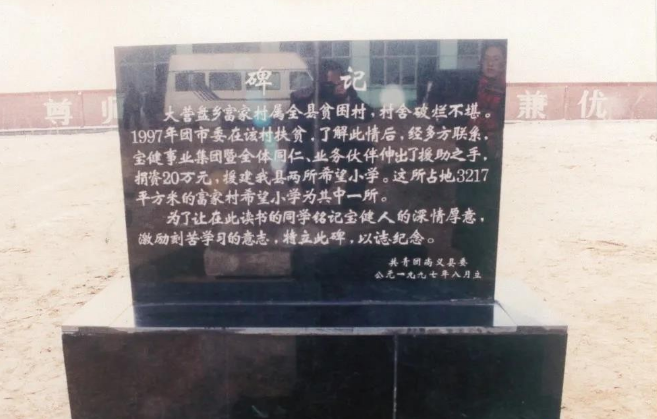 尊师
兼优
碑 记
大营盘乡富家村属全县贫困村，村舍破烂不堪。
1997年团市委在该村扶贫，了解此情后，经多方联系，
宝健事业集团暨全体同仁、业务伙伴伸出了援助之手，
捐资20万元，援建我县两所希望小学。这所占地3217
平方米的富家村希望小学为其中一所。
为了让在此读书的同学铭记宝健人的深情厚意，
激励刻苦学习的意志，特立此碑，以志纪念。
共青团尚义县委
公元一九九七年八月立